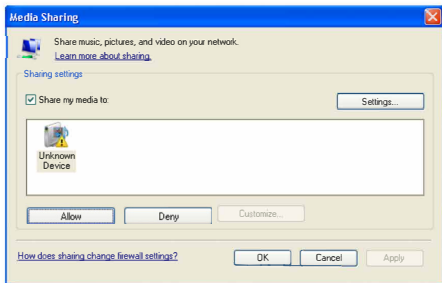 Media Sharing
Share music, pictures, and video on your network.
Learn more about sharing.
Sharing settings
Share my media to:
Settings...
Unknown
Device
Allow
Deny
Customize...
How does sharing change firewall settings?
OK
Cancel
Apply